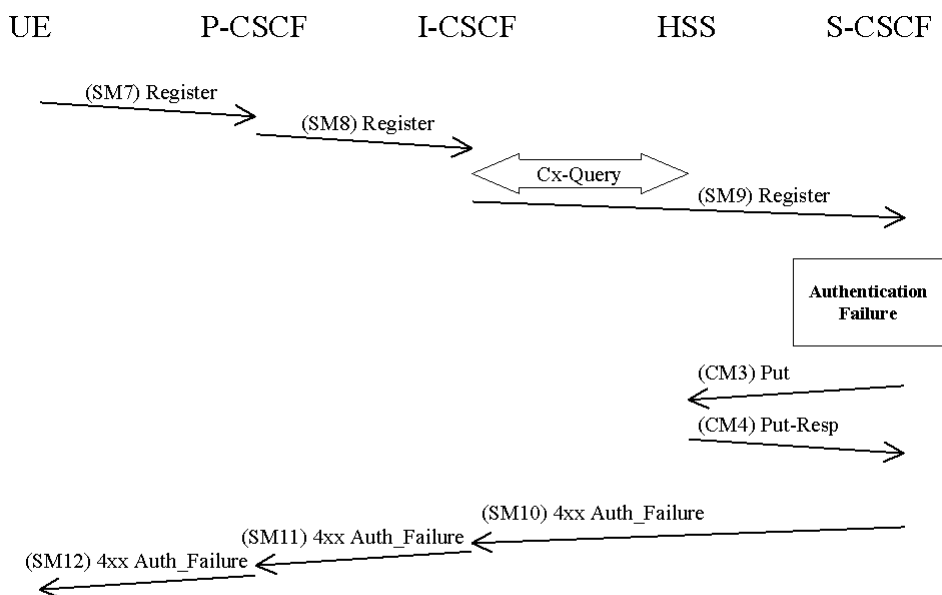 UE P-CSCF I-CSCF HSS S-CSCF
(SM7) Register
(SM8) Register
Cx-Query
(SM9) Register
Authentication
Failure
(CM3) Put
(CM4) Put-Resp
(SM10) 4xx Auth_Failure
(SM11) 4xx Auth_Failure
(SM12) 4xx Auth_Failure